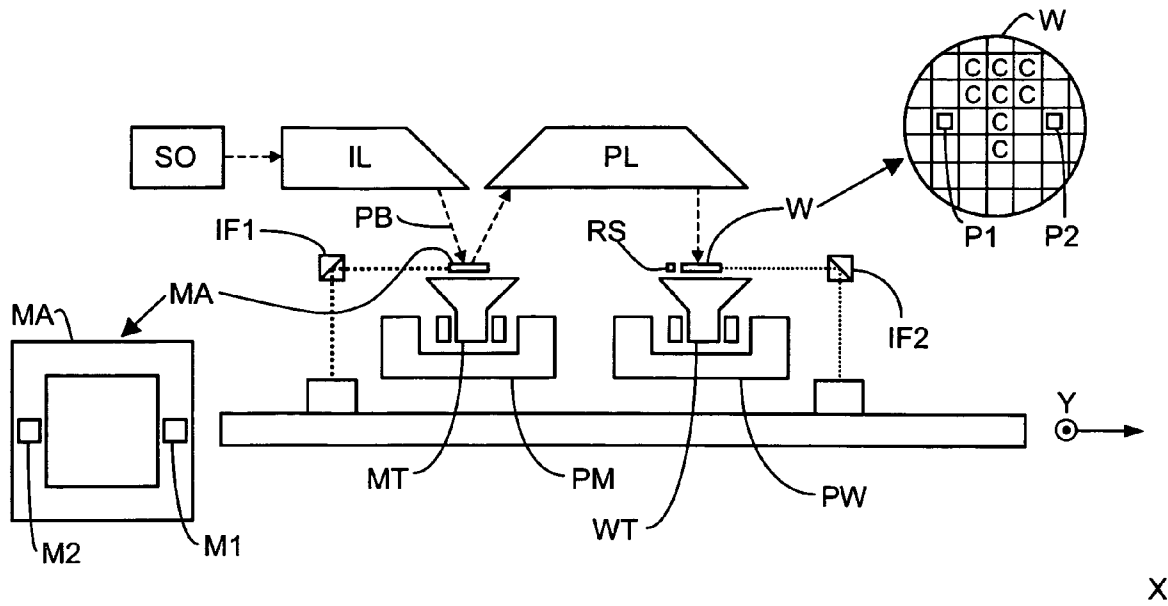 W
C C C
C C C
SO IL PL C
C
PB W
IF1 RS P1 P2
MA
MA IF2
Y
M2 M1 MT PM PW
WT
X